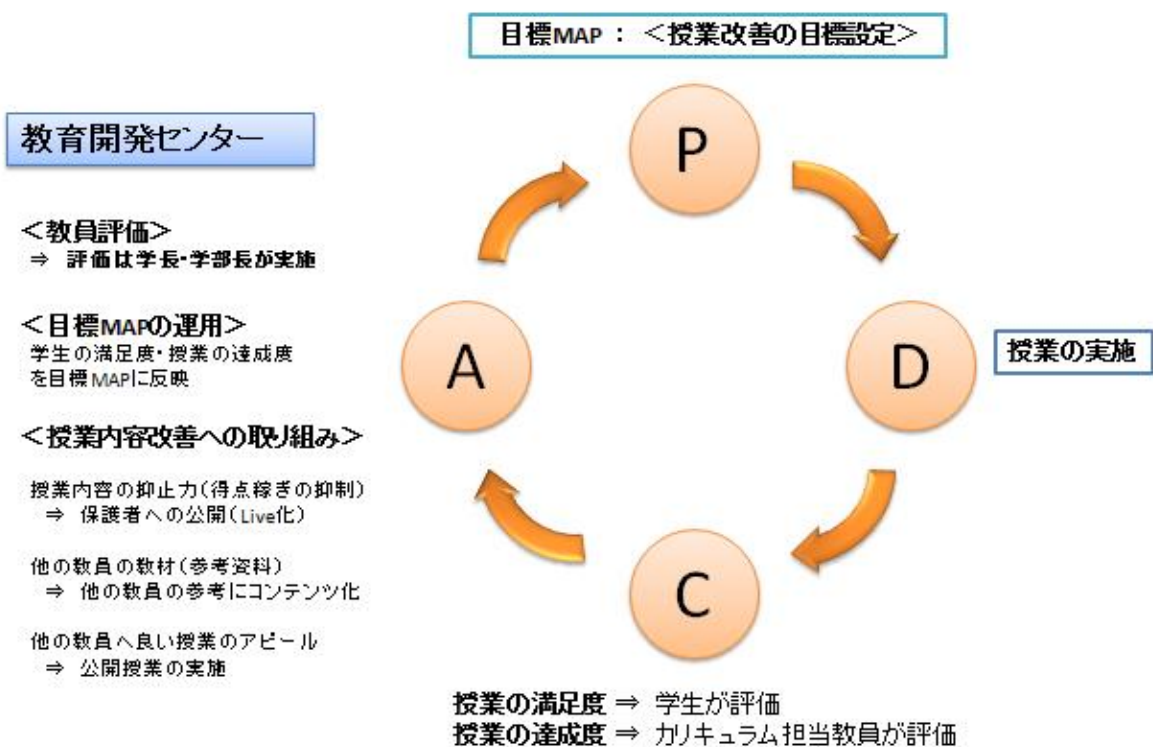 目標MAP : <授業改善の目標設定>
教育開発センター
P
<教員評価>
⇒ 評価は学長・学部長が実施
<目標MAPの運用>
学生の満足度・授業の達成度
を目標MAPに反映
A
D
授業の実施
<授業内容改善への取り組み>
授業内容の抑止力(得点稼ぎの抑制)
⇒ 保護者への公開(Live化)
他の教員の教材(参考資料)
⇒ 他の教員の参考にコンテンツ化
C
他の教員へ良い授業のアピール
⇒ 公開授業の実施
授業の満足度 ⇒ 学生が評価
授業の達成度 ⇒ カリキュラム担当教員が評価